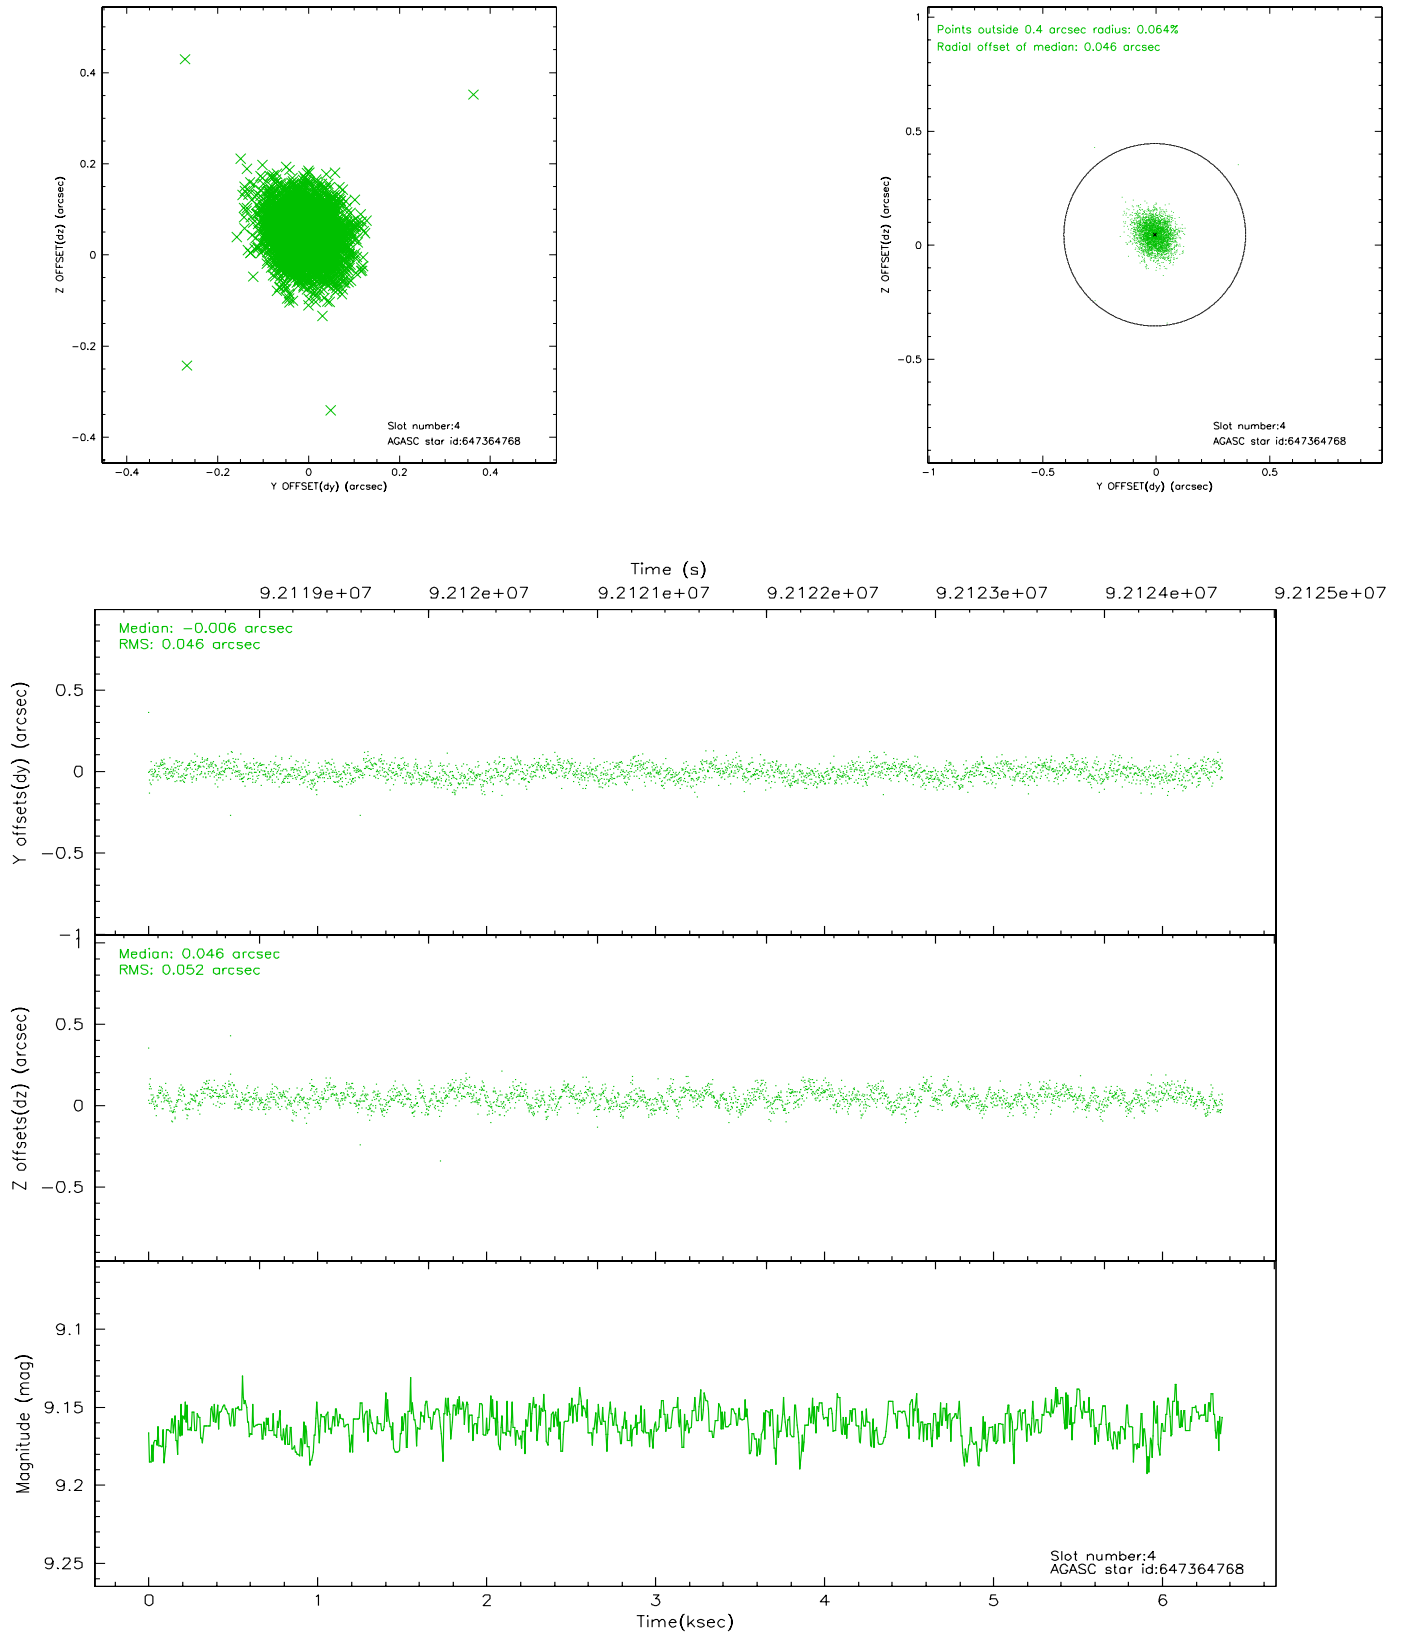 0.4
0.2
0
−0.2
−0.4
Z OFFSET(dz) (arcsec)
Slot number:4
AGASC star id:647364768
−0.4
−0.2
0
0.2
0.4
Y OFFSET(dy) (arcsec)
Points outside 0.4 arcsec radius: 0.064%
Radial offset of median: 0.046 arcsec
1
0.5
0
−0.5
Z OFFSET(dz) (arcsec)
Slot number:4
AGASC star id:647364768
−1
−0.5
0
0.5
Y OFFSET(dy) (arcsec)
Time (s)
9.2119e+07
9.212e+07
9.2121e+07
9.2122e+07
9.2123e+07
9.2124e+07
9.2125e+07
Median: −0.006 arcsec
RMS: 0.046 arcsec
0.5
0
−0.5
−1
Y offsets(dy) (arcsec)
Median: 0.046 arcsec
RMS: 0.052 arcsec
1
0.5
0
−0.5
Z offsets(dz) (arcsec)
9.1
9.15
9.2
9.25
Magnitude (mag)
Slot number:4
AGASC star id:647364768
0
1
2
3
4
5
6
Time(ksec)